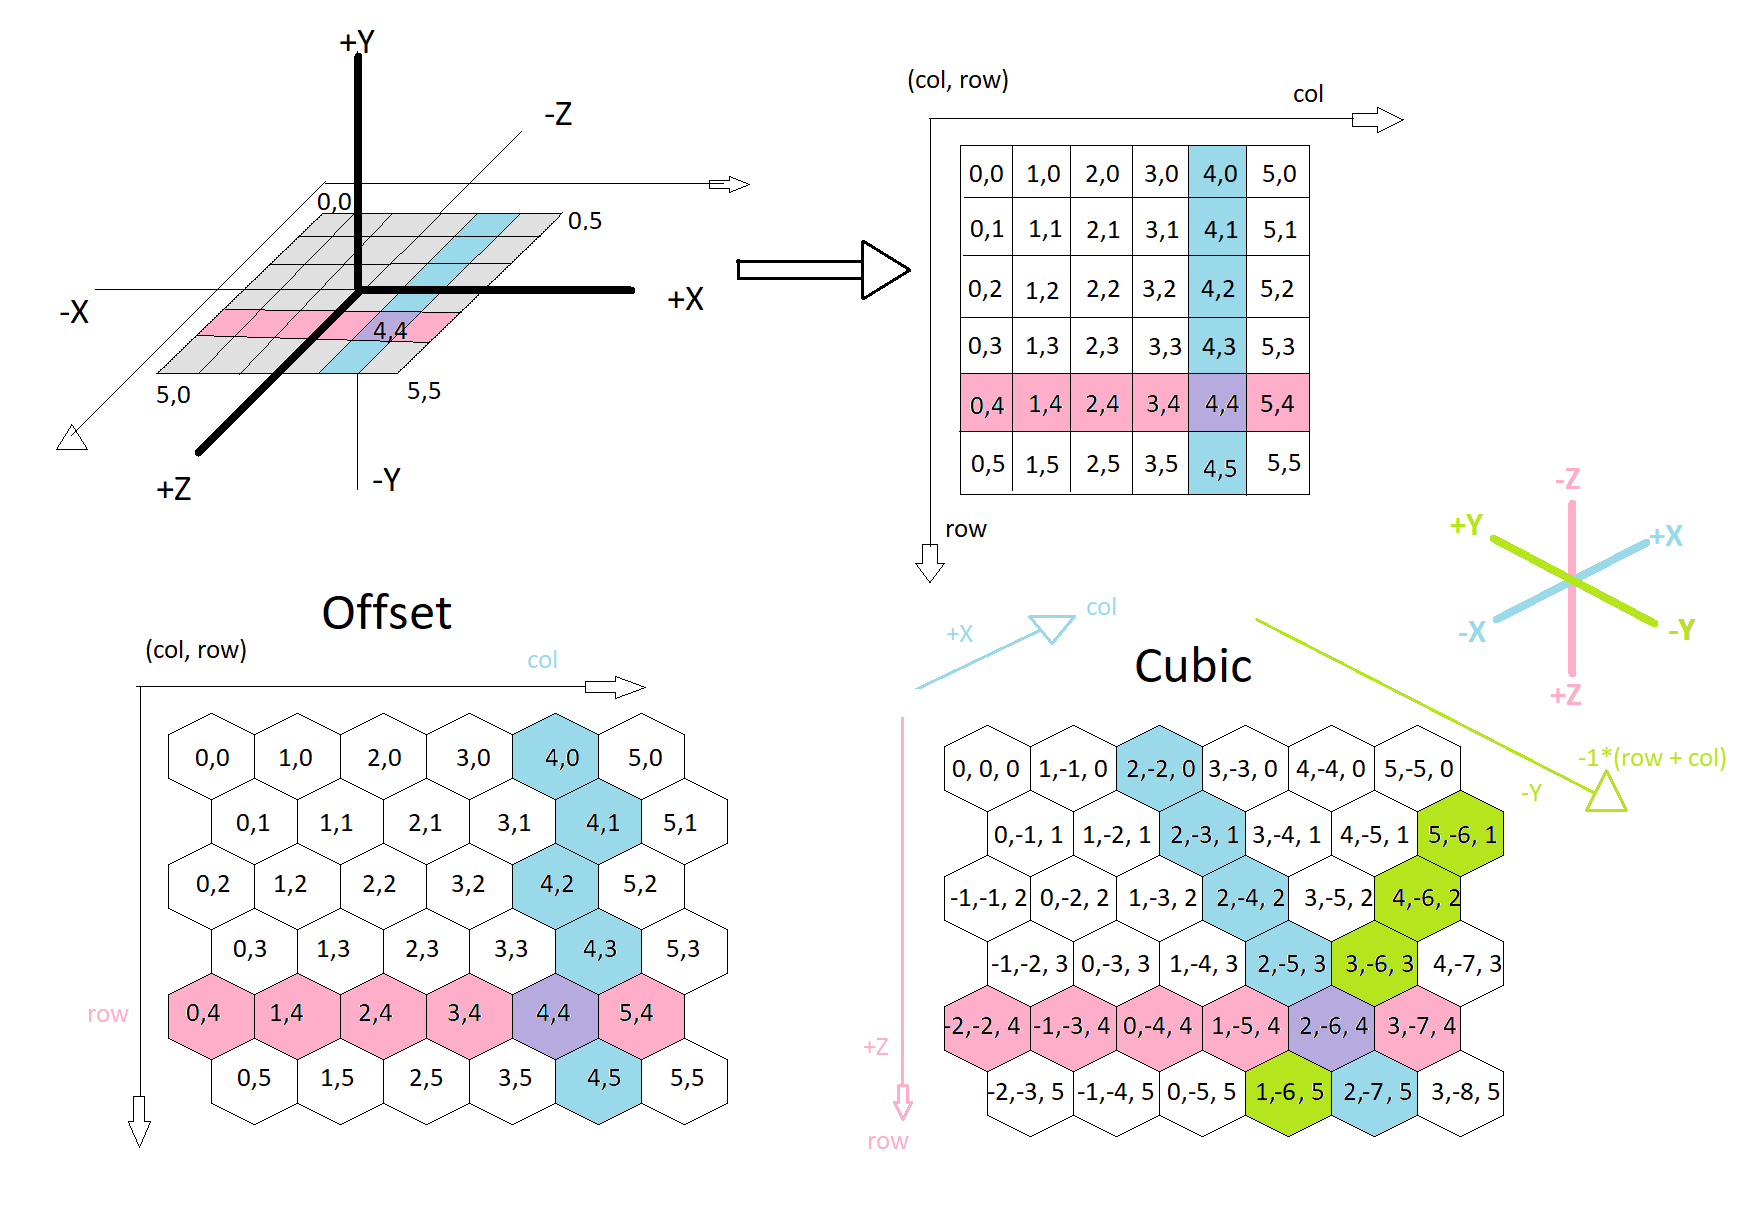 +Y
-Z
0,0
0,5
-X
+X
4,4
5,0
5,5
+Z
-Y
(col, row)
col
0,0 1,0 2,0 3,0 4,0 5,0
0,1 1,1 2,1 3,1 4,1 5,1
0,2 1,2 2,2 3,2 4,2 5,2
0,3 1,3 2,3 3,3 4,3 5,3
0,4 1,4 2,4 3,4 4,4 5,4
0,5 1,5 2,5 3,5 4,5 5,5
row
-Z
+Y
+X
-X
-Y
+Z
Offset
(col, row)
col
0,0 1,0 2,0 3,0 4,0 5,0
0,1 1,1 2,1 3,1 4,1 5,1
0,2 1,2 2,2 3,2 4,2 5,2
0,3 1,3 2,3 3,3 4,3 5,3
0,4 1,4 2,4 3,4 4,4 5,4
row
0,5 1,5 2,5 3,5 4,5 5,5
col
+X
Cubic
-1*(row + col)
-Y
0, 0, 0 1,-1, 0 2,-2, 0 3,-3, 0 4,-4, 0 5,-5, 0
0,-1, 1 1,-2, 1 2,-3, 1 3,-4, 1 4,-5, 1 5,-6, 1
-1,-1, 2 0,-2, 2 1,-3, 2 2,-4, 2 3,-5, 2 4,-6, 2
-1,-2, 3 0,-3, 3 1,-4, 3 2,-5, 3 3,-6, 3 4,-7, 3
-2,-2, 4 -1,-3, 4 0,-4, 4 1,-5, 4 2,-6, 4 3,-7, 4
+Z
-2,-3, 5 -1,-4, 5 0,-5, 5 1,-6, 5 2,-7, 5 3,-8, 5
row